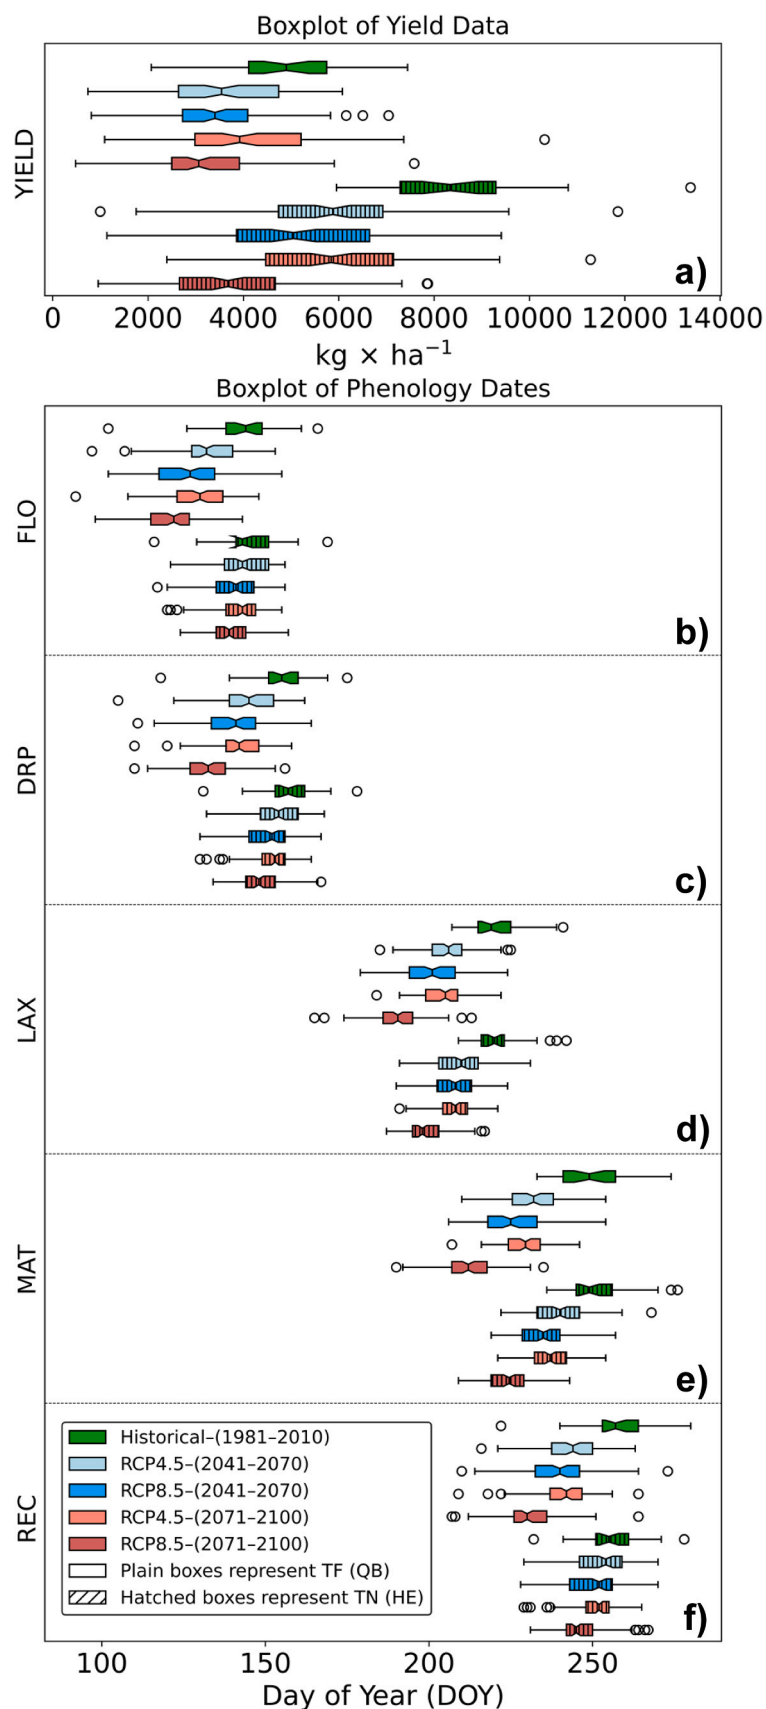 Boxplot of Yield Data
YIELD
a)
0 2000 4000 6000 8000 10000 12000 14000
kg × ha⁻¹
Boxplot of Phenology Dates
FLO
b)
DRP
c)
LAX
d)
MAT
e)
REC
Historical–(1981–2010)
RCP4.5–(2041–2070)
RCP8.5–(2041–2070)
RCP4.5–(2071–2100)
RCP8.5–(2071–2100)
Plain boxes represent TF (QB)
Hatched boxes represent TN (HE)
f)
100 150 200 250
Day of Year (DOY)